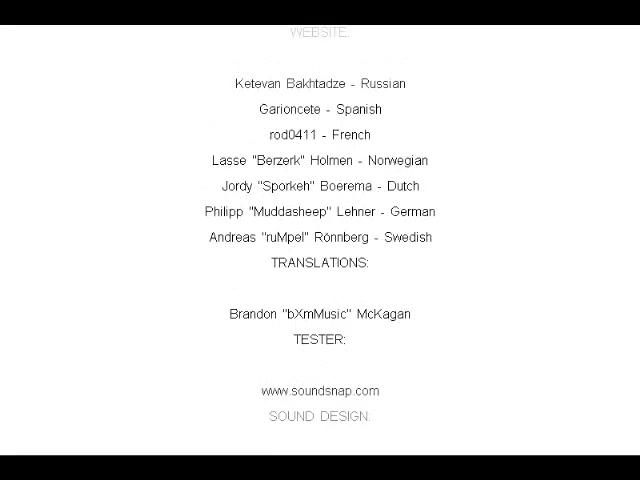 WEBSITE:
Ketevan Bakhtadze - Russian
Garioncete - Spanish
rod0411 - French
Lasse "Berzerk" Holmen - Norwegian
Jordy "Sporkeh" Boerema - Dutch
Philipp "Muddasheep" Lehner - German
Andreas "ruMpel" Rönnberg - Swedish
TRANSLATIONS:
Brandon "bXmMusic" McKagan
TESTER:
www.soundsnap.com
SOUND DESIGN: